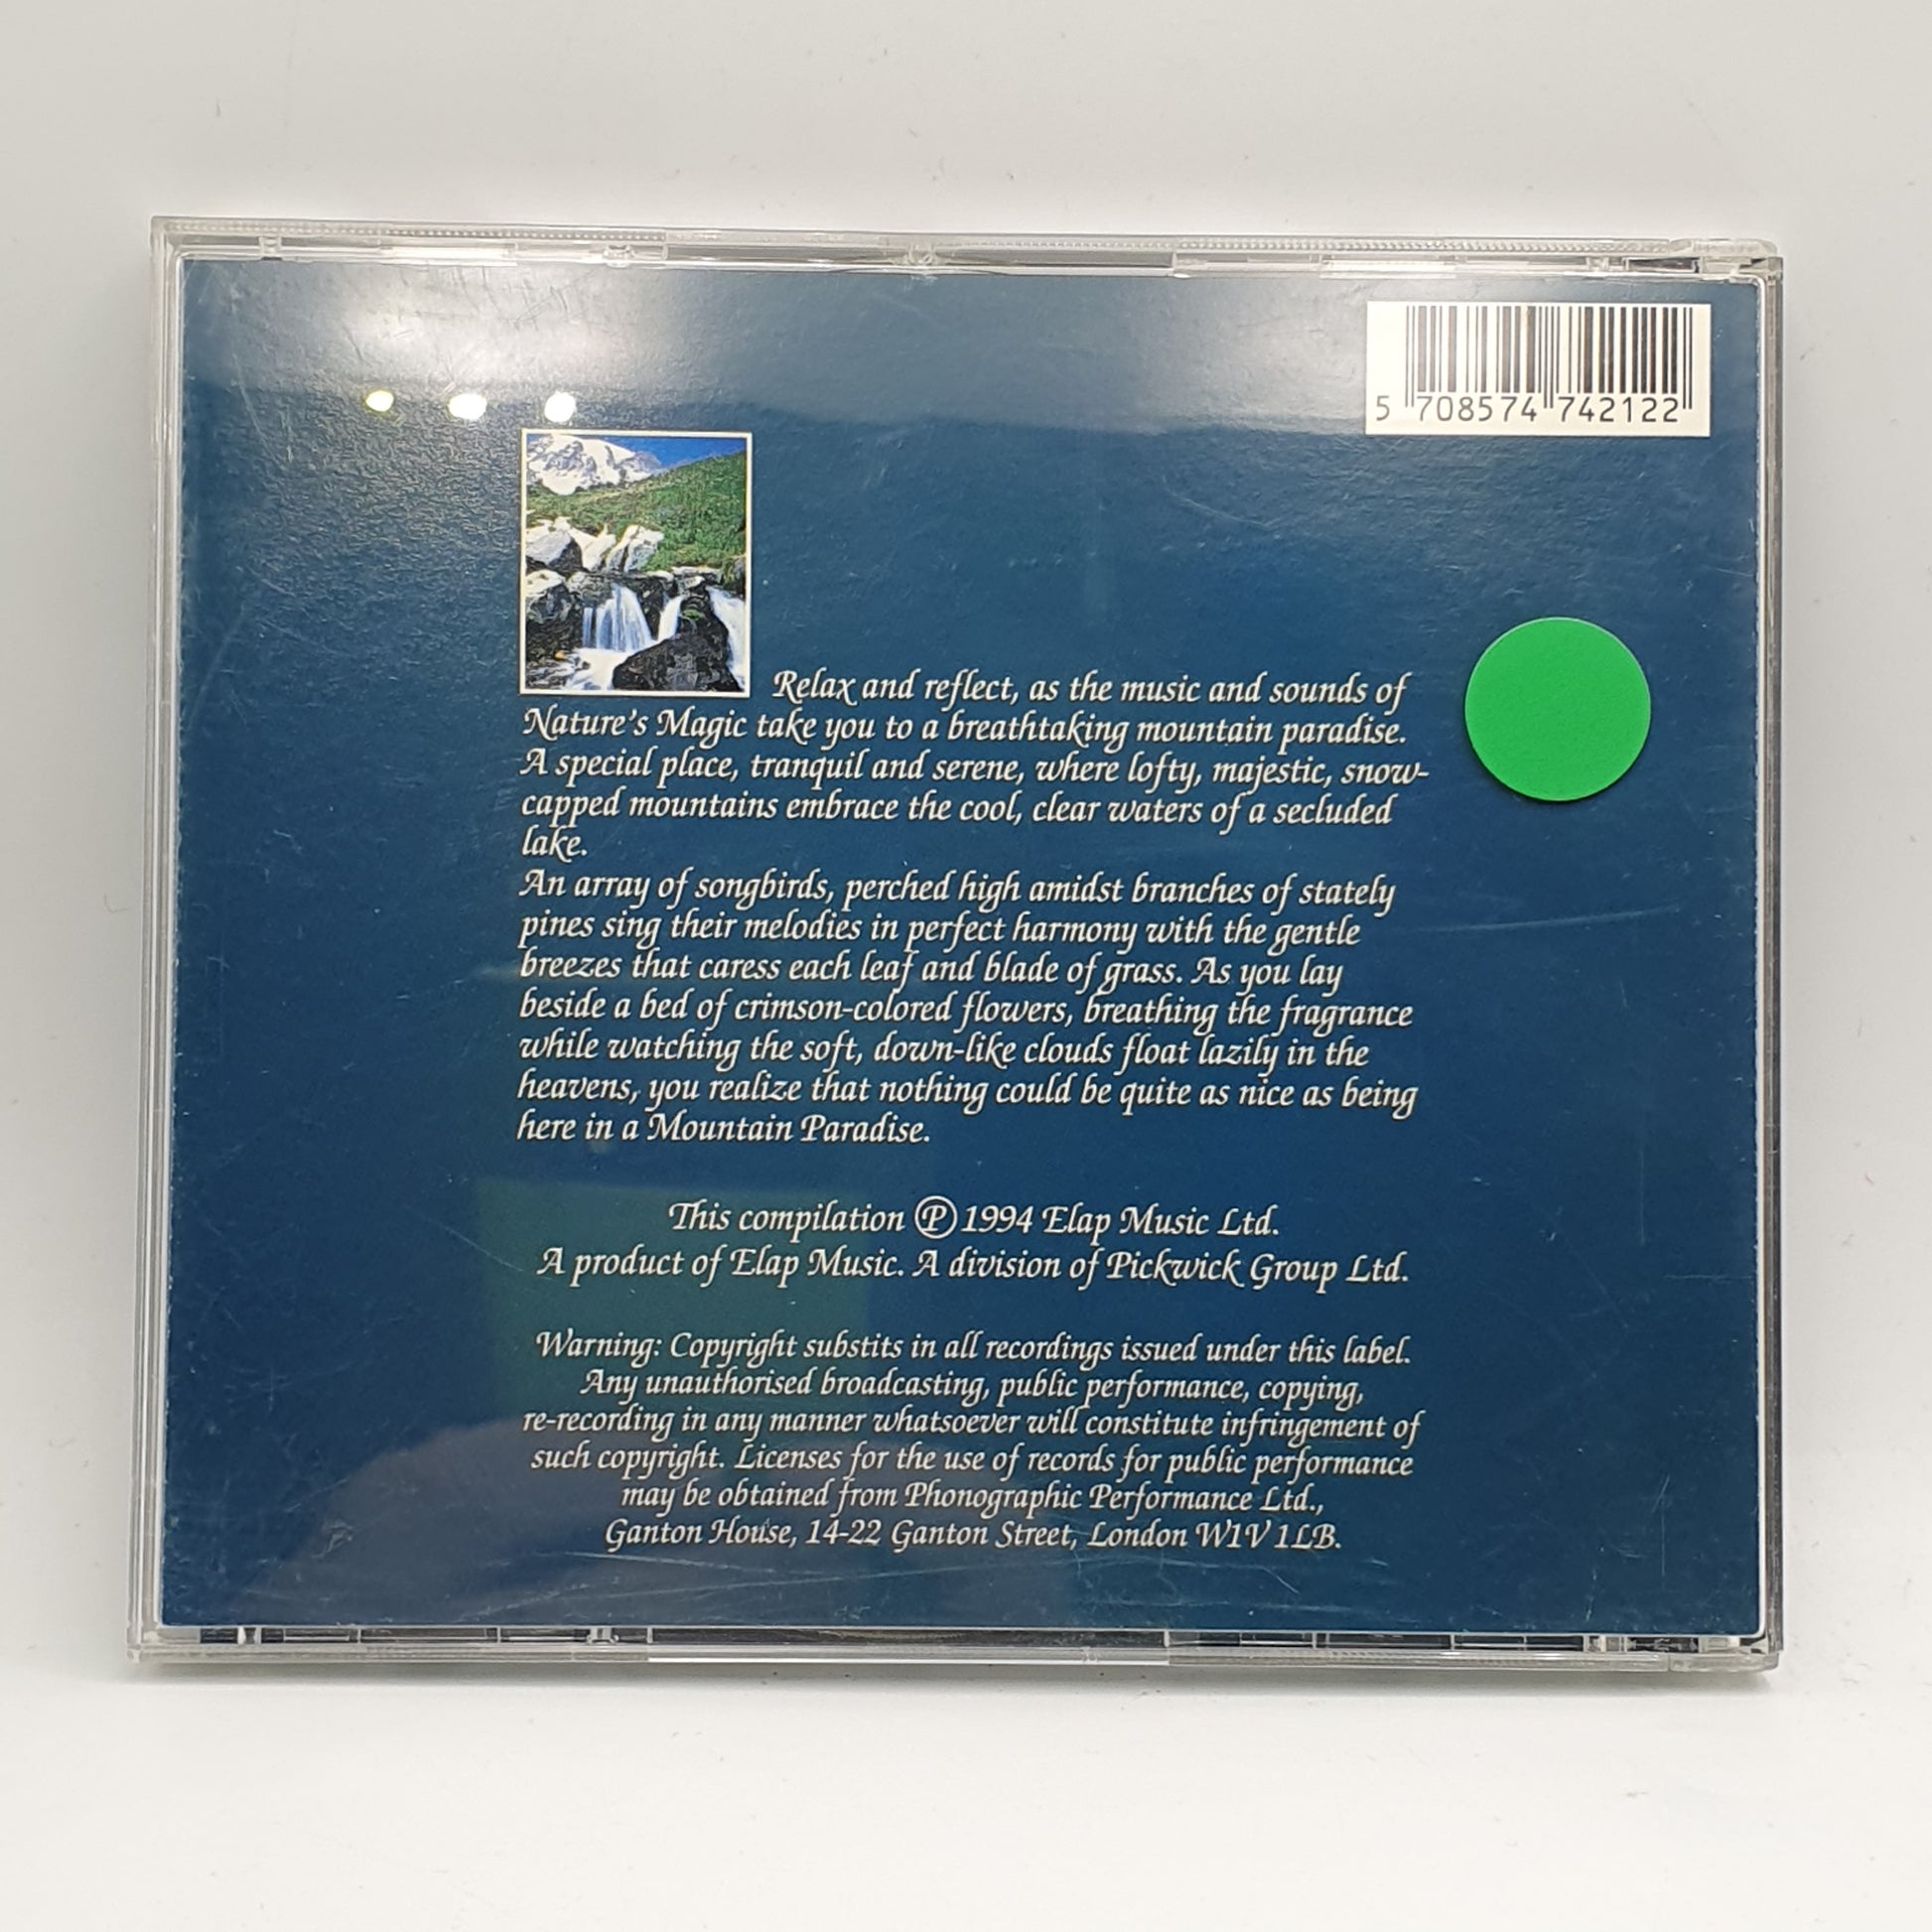 5 708574 742122
Relax and reflect, as the music and sounds of
Nature's Magic take you to a breathtaking mountain paradise.
A special place, tranquil and serene, where lofty, majestic, snow-
capped mountains embrace the cool, clear waters of a secluded
lake.
An array of songbirds, perched high amidst branches of stately
pines sing their melodies in perfect harmony with the gentle
breezes that caress each leaf and blade of grass. As you lay
beside a bed of crimson-colored flowers, breathing the fragrance
while watching the soft, down-like clouds float lazily in the
heavens, you realize that nothing could be quite as nice as being
here in a Mountain Paradise.
This compilation Ⓟ 1994 Elap Music Ltd.
A product of Elap Music. A division of Pickwick Group Ltd.
Warning: Copyright substits in all recordings issued under this label.
Any unauthorised broadcasting, public performance, copying,
re-recording in any manner whatsoever will constitute infringement of
such copyright. Licenses for the use of records for public performance
may be obtained from Phonographic Performance Ltd.,
Ganton House, 14-22 Ganton Street, London W1V 1LB.